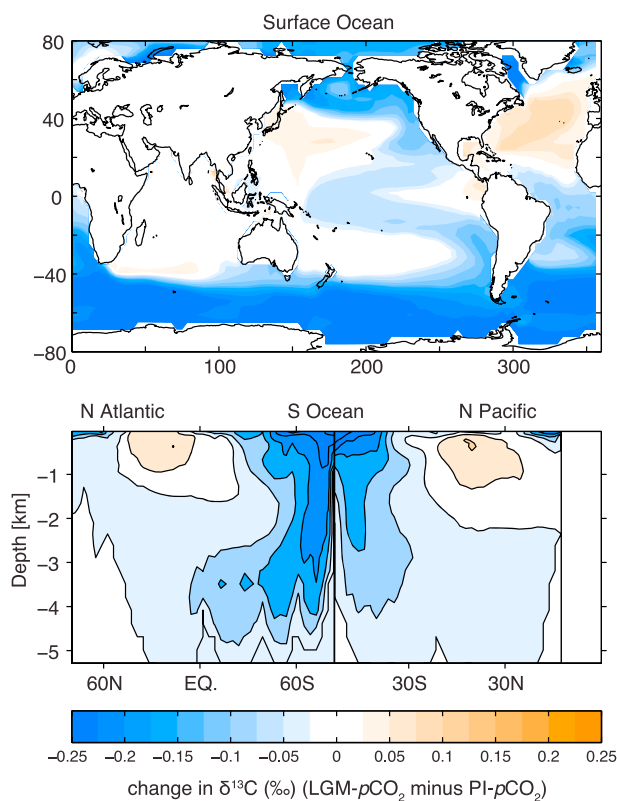 Surface Ocean
80
40
0
−40
−80
0 100 200 300
N Atlantic S Ocean N Pacific
Depth [km]
−1
−2
−3
−4
−5
60N EQ. 60S 30S 30N
−0.25 −0.2 −0.15 −0.1 −0.05 0 0.05 0.1 0.15 0.2 0.25
change in δ¹³C (‰) (LGM-pCO₂ minus PI-pCO₂)